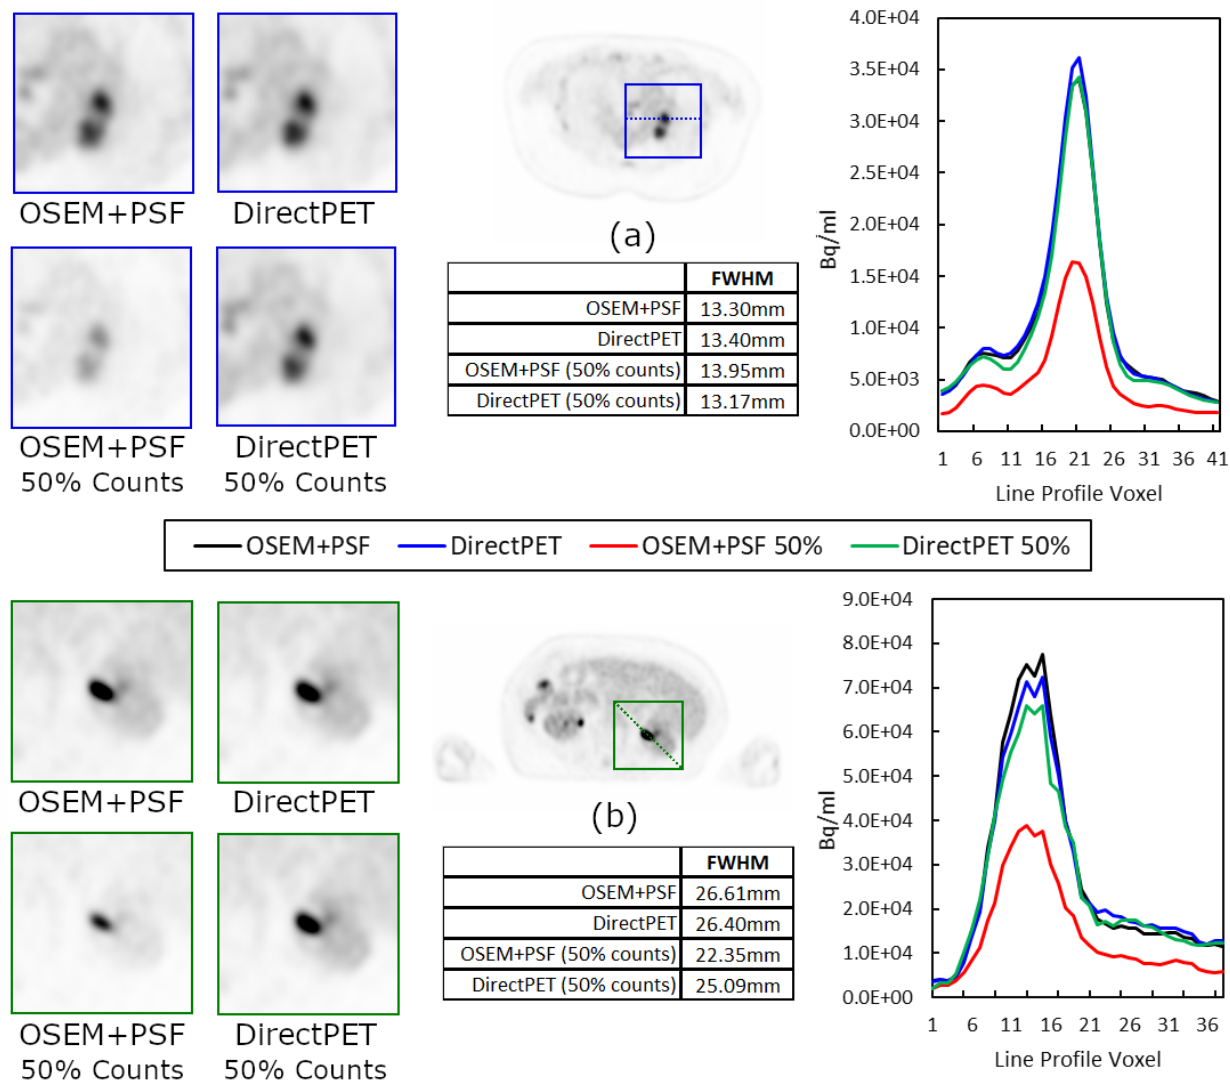 OSEM+PSF
DirectPET
OSEM+PSF
50% Counts
DirectPET
50% Counts
(a)
FWHM
OSEM+PSF 13.30mm
DirectPET 13.40mm
OSEM+PSF (50% counts) 13.95mm
DirectPET (50% counts) 13.17mm
Bq/ml
4.0E+04
3.5E+04
3.0E+04
2.5E+04
2.0E+04
1.5E+04
1.0E+04
5.0E+03
0.0E+00
1 6 11 16 21 26 31 36 41
Line Profile Voxel
OSEM+PSF DirectPET OSEM+PSF 50% DirectPET 50%
OSEM+PSF
DirectPET
OSEM+PSF
50% Counts
DirectPET
50% Counts
(b)
FWHM
OSEM+PSF 26.61mm
DirectPET 26.40mm
OSEM+PSF (50% counts) 22.35mm
DirectPET (50% counts) 25.09mm
Bq/ml
9.0E+04
8.0E+04
7.0E+04
6.0E+04
5.0E+04
4.0E+04
3.0E+04
2.0E+04
1.0E+04
0.0E+00
1 6 11 16 21 26 31 36
Line Profile Voxel